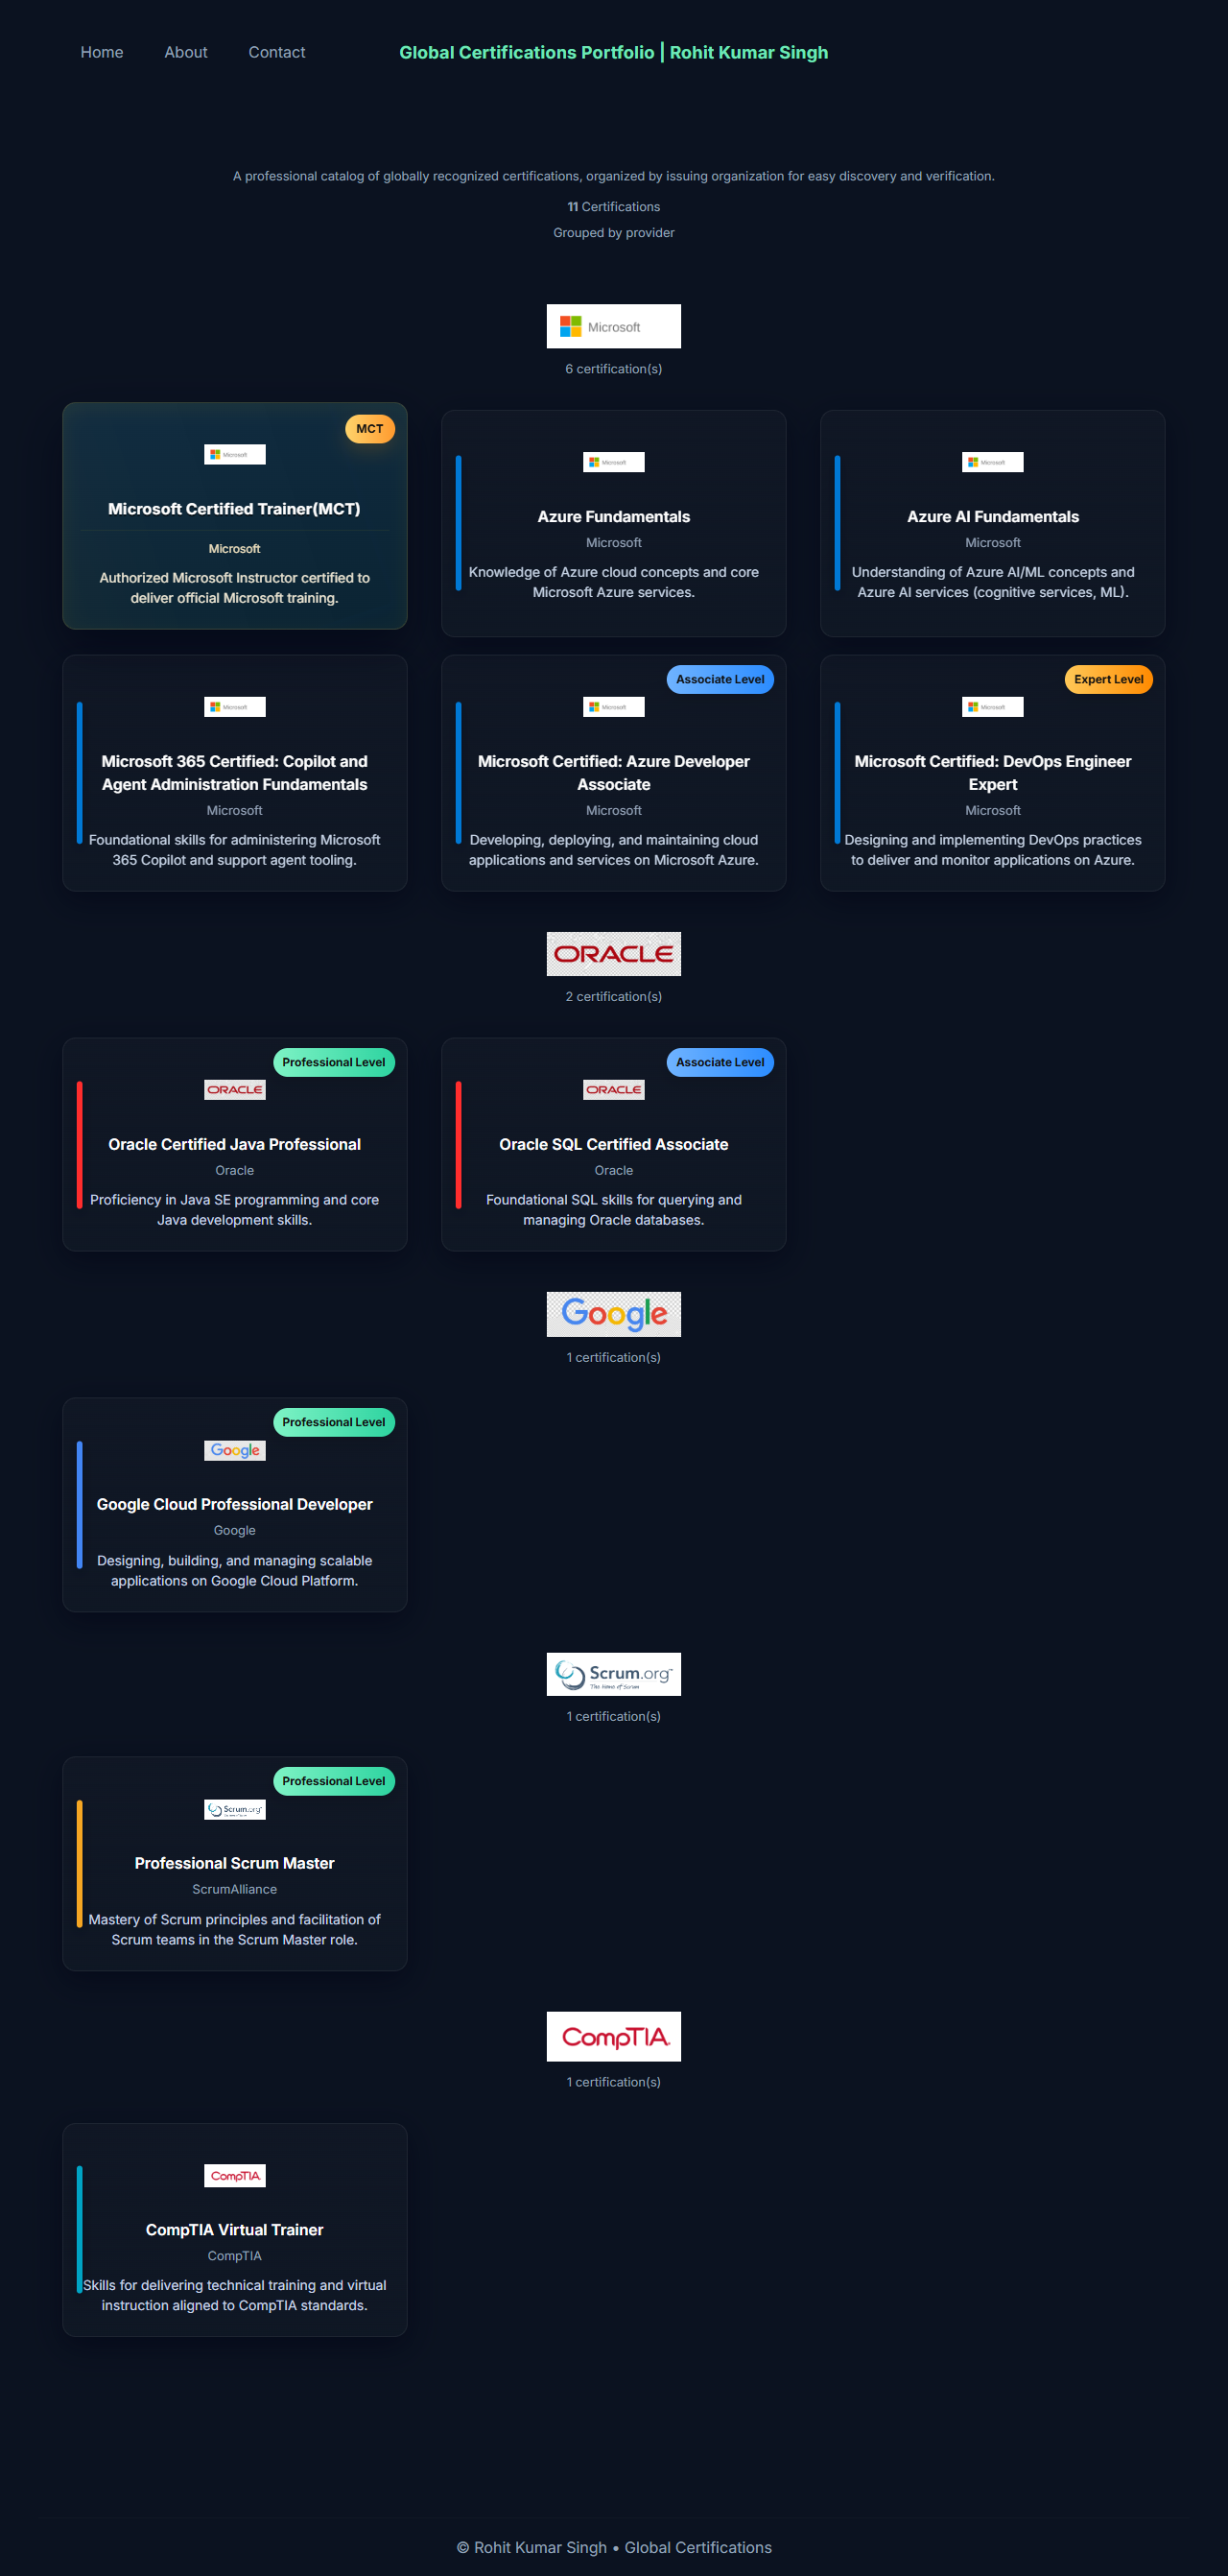 Home About Contact Global Certifications Portfolio | Rohit Kumar Singh
A professional catalog of globally recognized certifications, organized by issuing organization for easy discovery and verification.
11 Certifications
Grouped by provider
Microsoft
6 certification(s)
MCT
Microsoft
Microsoft Certified Trainer(MCT)
Microsoft
Authorized Microsoft Instructor certified to
deliver official Microsoft training.
Microsoft
Azure Fundamentals
Microsoft
Knowledge of Azure cloud concepts and core
Microsoft Azure services.
Microsoft
Azure AI Fundamentals
Microsoft
Understanding of Azure AI/ML concepts and
Azure AI services (cognitive services, ML).
Microsoft
Microsoft 365 Certified: Copilot and
Agent Administration Fundamentals
Microsoft
Foundational skills for administering Microsoft
365 Copilot and support agent tooling.
Associate Level
Microsoft
Microsoft Certified: Azure Developer
Associate
Microsoft
Developing, deploying, and maintaining cloud
applications and services on Microsoft Azure.
Expert Level
Microsoft
Microsoft Certified: DevOps Engineer
Expert
Microsoft
Designing and implementing DevOps practices
to deliver and monitor applications on Azure.
ORACLE
2 certification(s)
Professional Level
ORACLE
Oracle Certified Java Professional
Oracle
Proficiency in Java SE programming and core
Java development skills.
Associate Level
ORACLE
Oracle SQL Certified Associate
Oracle
Foundational SQL skills for querying and
managing Oracle databases.
Google
1 certification(s)
Professional Level
Google
Google Cloud Professional Developer
Google
Designing, building, and managing scalable
applications on Google Cloud Platform.
Scrum.org™
The Home of Scrum
1 certification(s)
Professional Level
Scrum.org
Professional Scrum Master
ScrumAlliance
Mastery of Scrum principles and facilitation of
Scrum teams in the Scrum Master role.
CompTIA.
1 certification(s)
CompTIA.
CompTIA Virtual Trainer
CompTIA
Skills for delivering technical training and virtual
instruction aligned to CompTIA standards.
© Rohit Kumar Singh • Global Certifications